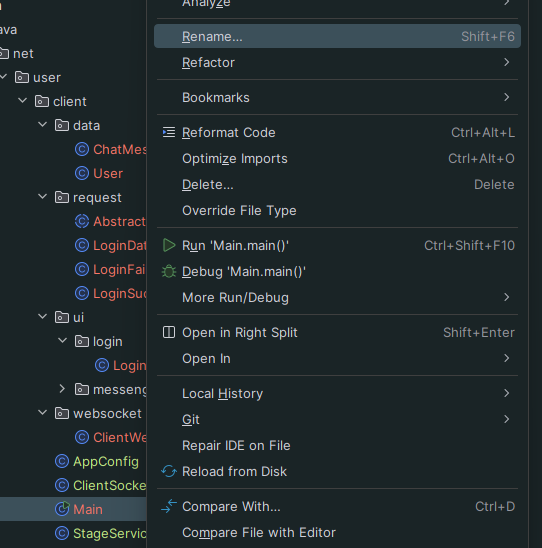 ava
net
user
client
data
ChatMes
User
request
Abstract
LoginDat
LoginFai
LoginSuc
ui
login
Login
messeng
websocket
ClientWe
AppConfig
ClientSocke
Main
StageServic
Analyze
Rename... Shift+F6
Refactor
Bookmarks
Reformat Code Ctrl+Alt+L
Optimize Imports Ctrl+Alt+O
Delete... Delete
Override File Type
Run 'Main.main()' Ctrl+Shift+F10
Debug 'Main.main()'
More Run/Debug
Open in Right Split Shift+Enter
Open In
Local History
Git
Repair IDE on File
Reload from Disk
Compare With... Ctrl+D
Compare File with Editor